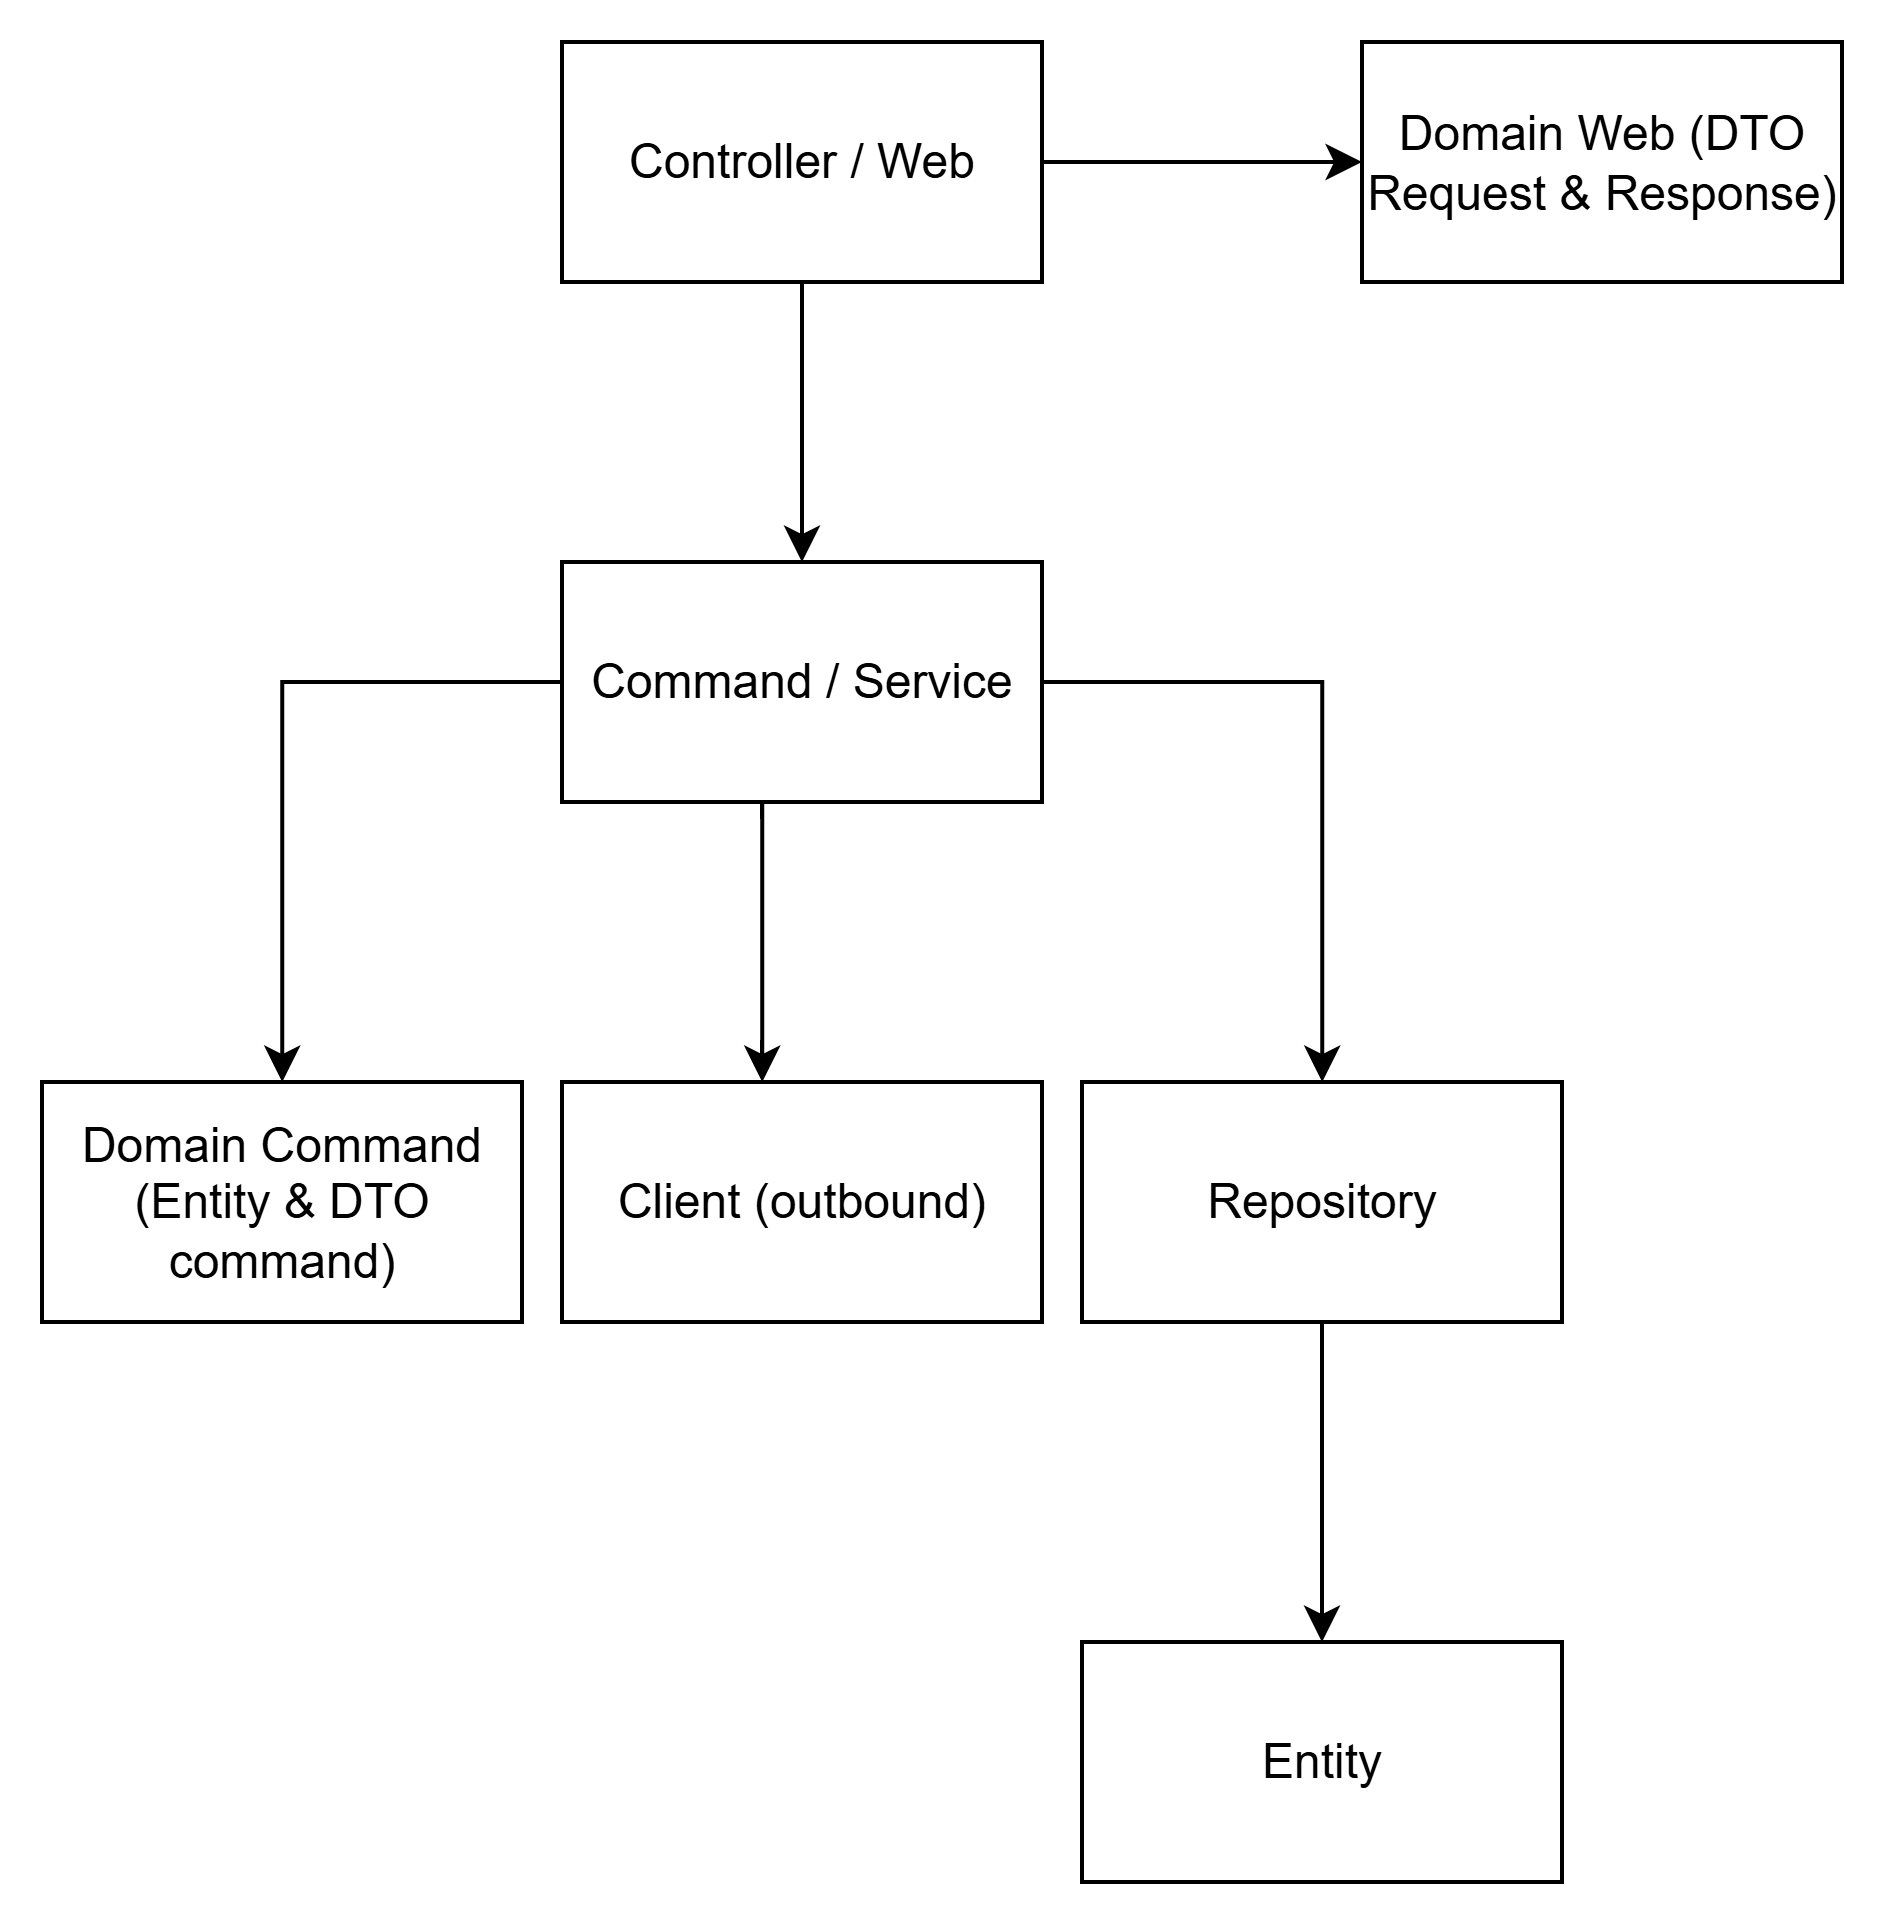 Controller / Web
Domain Web (DTO
Request & Response)
Command / Service
Domain Command
(Entity & DTO
command)
Client (outbound)
Repository
Entity